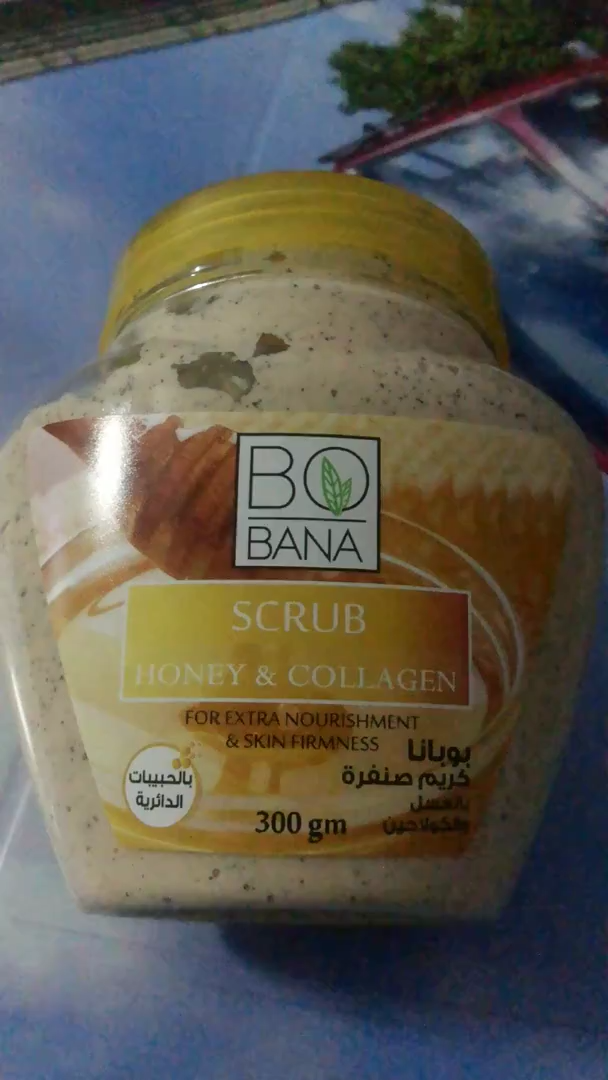 BO
BANA
SCRUB
HONEY & COLLAGEN
FOR EXTRA NOURISHMENT
& SKIN FIRMNESS
بوبانا
كريم صنفرة
بالعسل
والكولاجين
بالحبيبات
الدائرية
300 gm